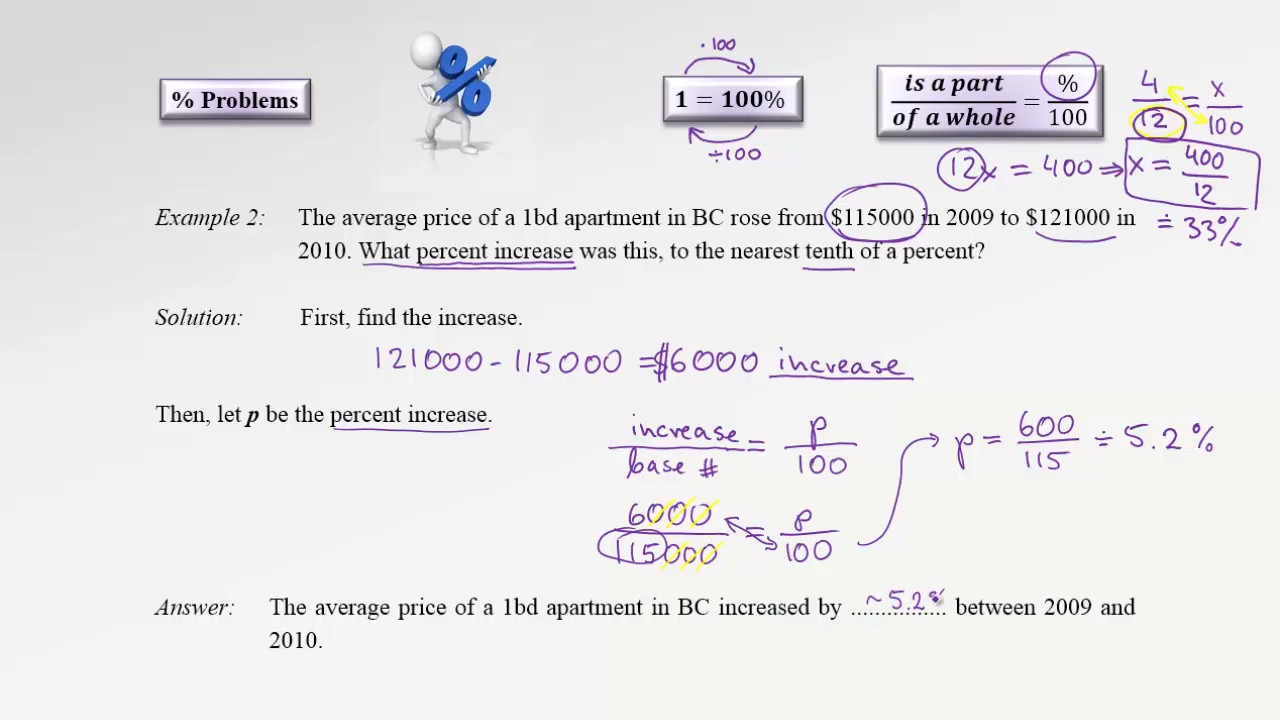 % Problems
· 100
1 = 100%
÷100
is a part / of a whole = % / 100
4 / 12 = x / 100
12x = 400 ⇒ x = 400 / 12
≐ 33%
Example 2: The average price of a 1bd apartment in BC rose from $115000 in 2009 to $121000 in
2010. What percent increase was this, to the nearest tenth of a percent?
Solution: First, find the increase.
121000 - 115000 = $6000 increase
Then, let p be the percent increase.
increase / base # = p / 100
p = 600 / 115 ≐ 5.2 %
6000 / 115000 = p / 100
Answer: The average price of a 1bd apartment in BC increased by ~ 5.2% ................ between 2009 and
2010.